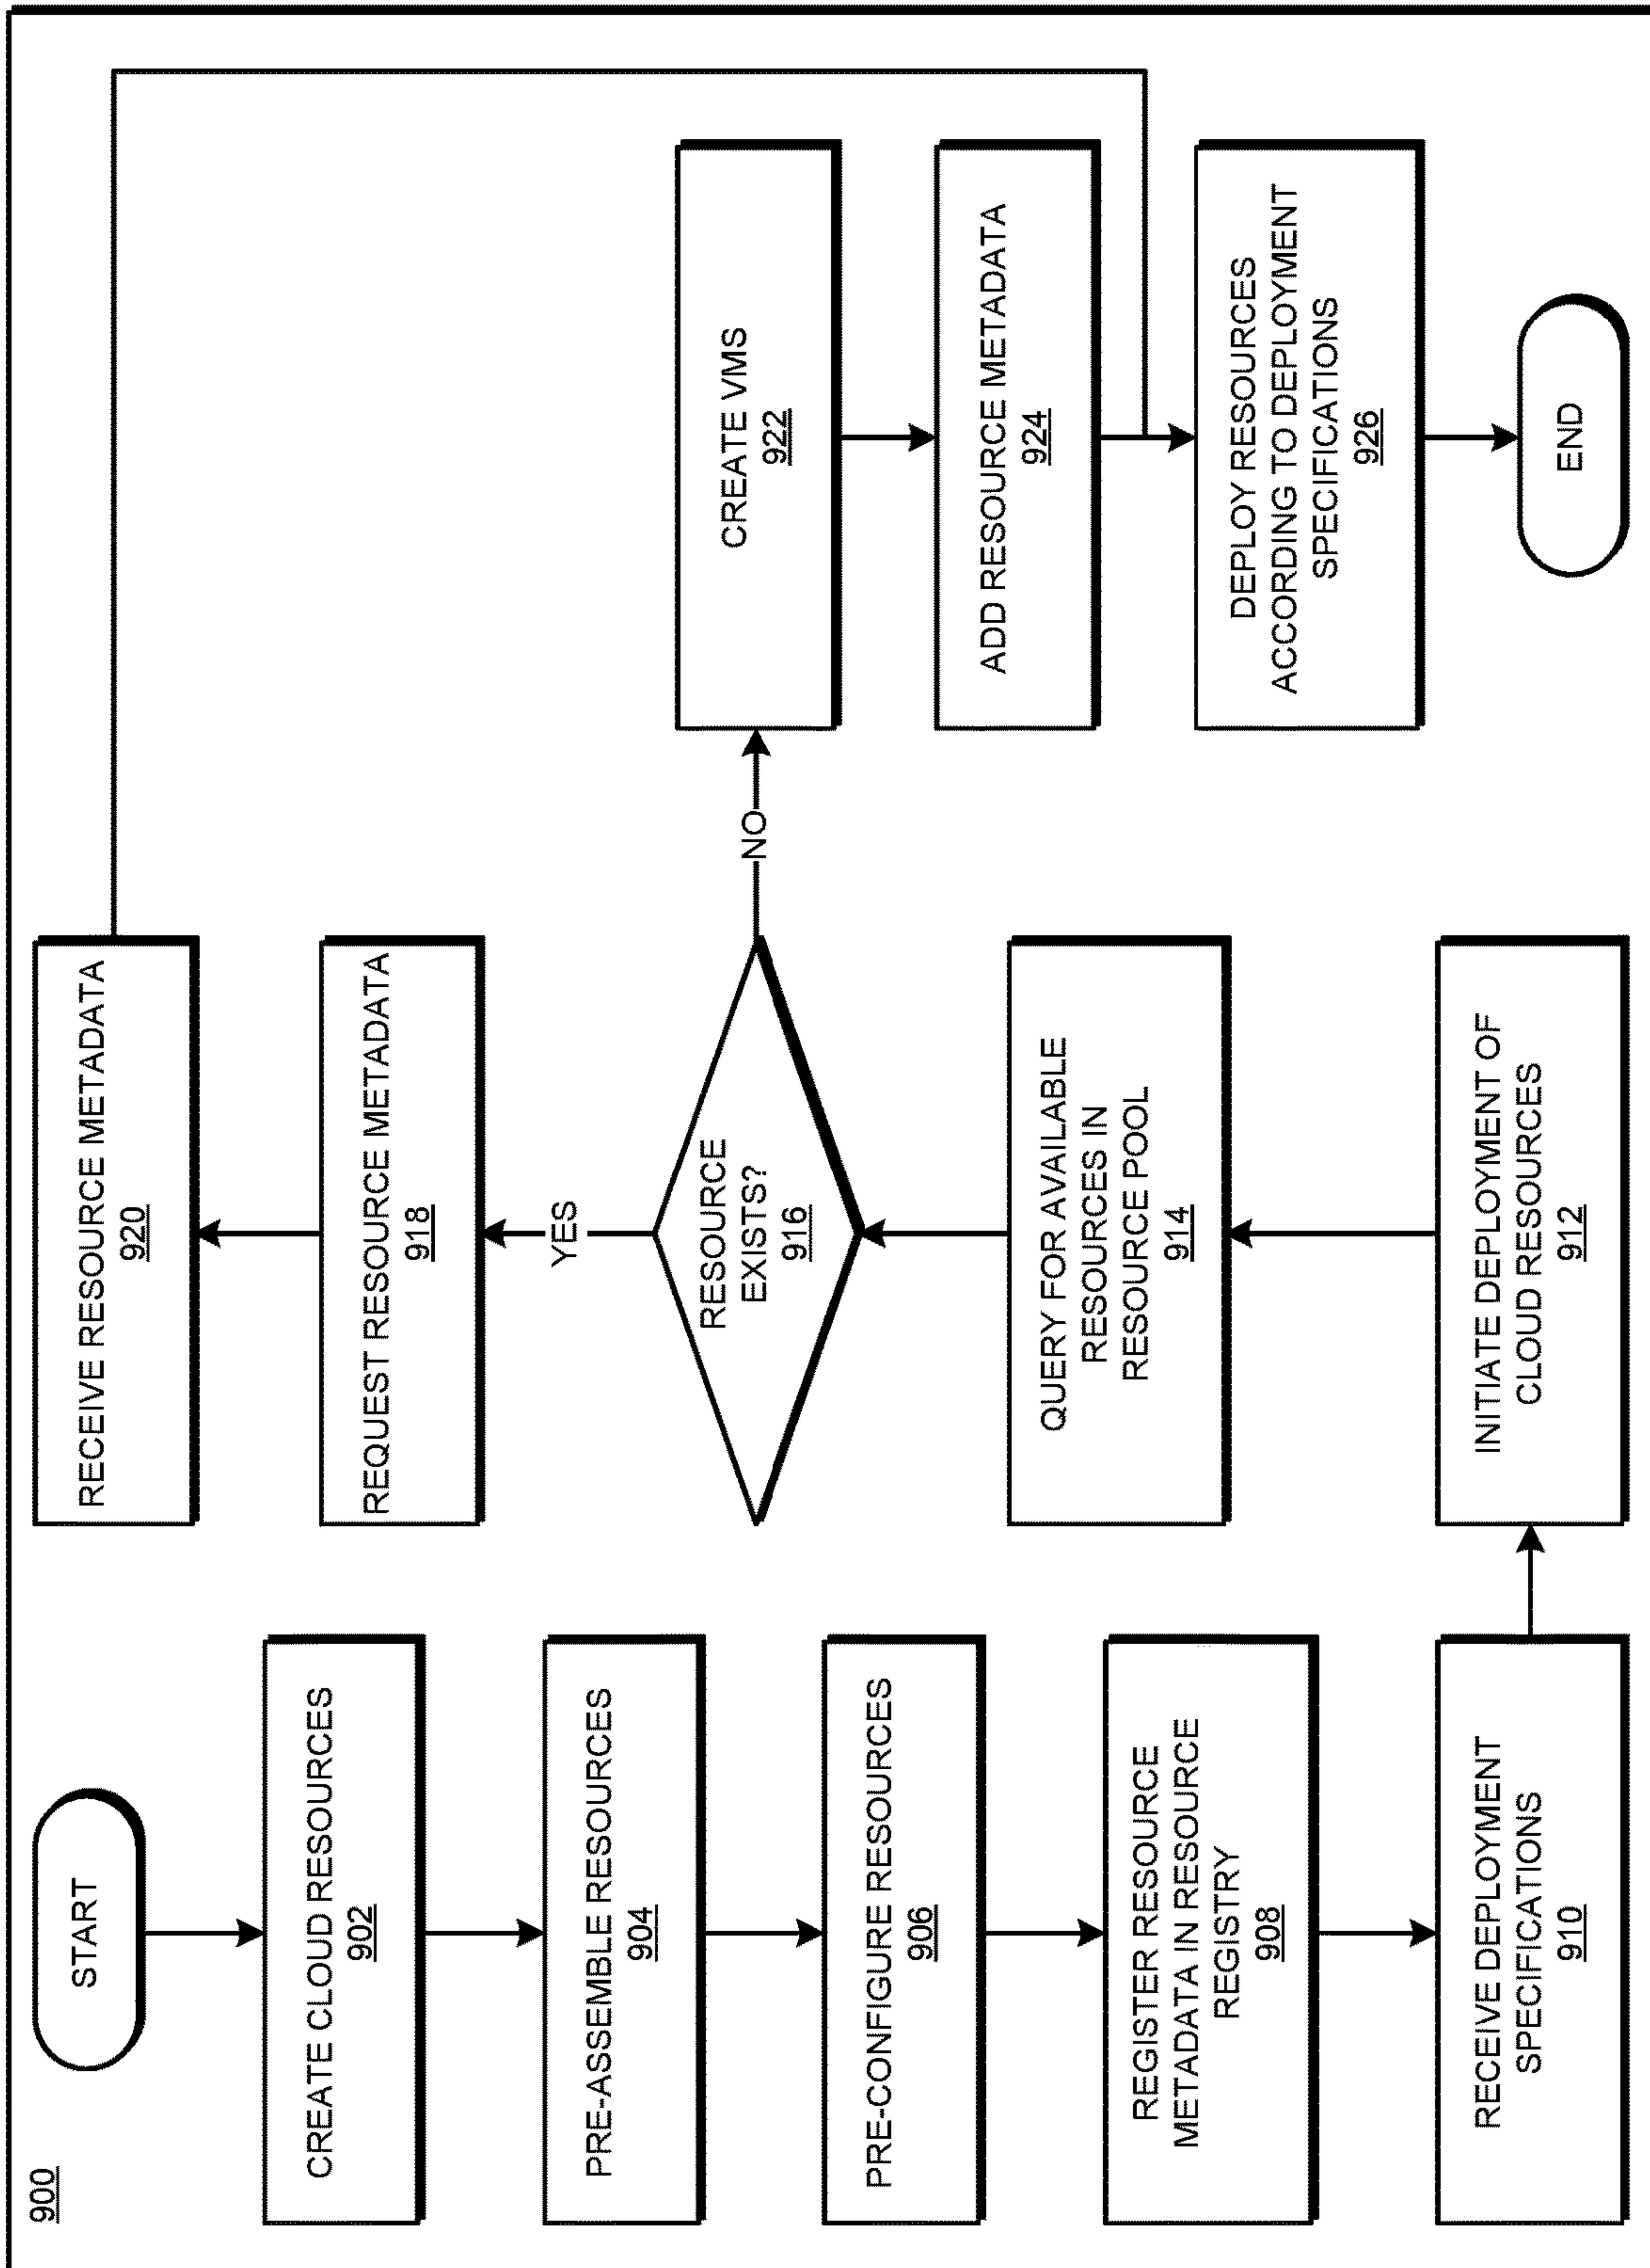 900
START
CREATE CLOUD RESOURCES
902
PRE-ASSEMBLE RESOURCES
904
PRE-CONFIGURE RESOURCES
906
REGISTER RESOURCE
METADATA IN RESOURCE
REGISTRY
908
RECEIVE DEPLOYMENT
SPECIFICATIONS
910
INITIATE DEPLOYMENT OF
CLOUD RESOURCES
912
QUERY FOR AVAILABLE
RESOURCES IN
RESOURCE POOL
914
RESOURCE
EXISTS?
916
YES
REQUEST RESOURCE METADATA
918
RECEIVE RESOURCE METADATA
920
NO
CREATE VMS
922
ADD RESOURCE METADATA
924
DEPLOY RESOURCES
ACCORDING TO DEPLOYMENT
SPECIFICATIONS
926
END